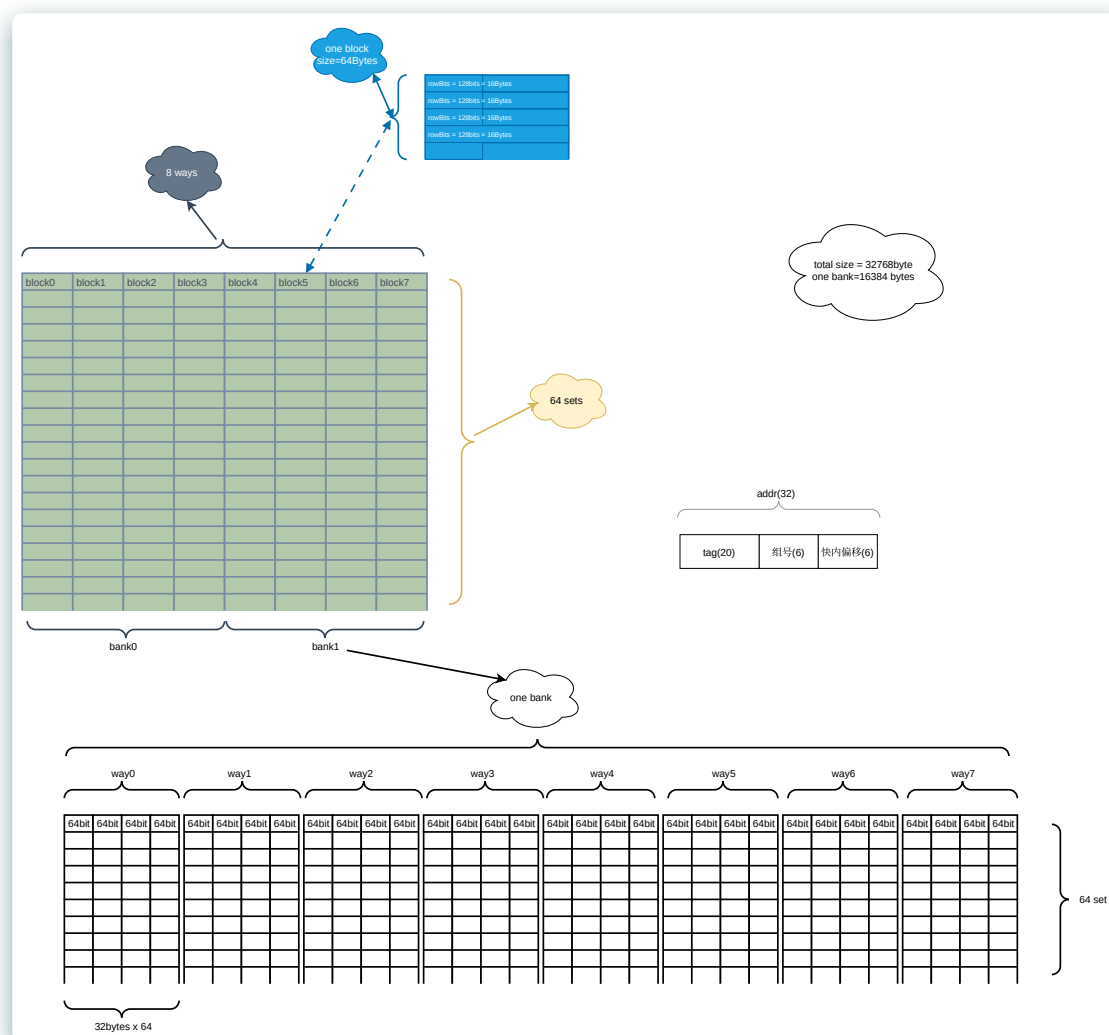 one block
size=64Bytes
rowBits = 128bits = 16Bytes
rowBits = 128bits = 16Bytes
rowBits = 128bits = 16Bytes
rowBits = 128bits = 16Bytes
8 ways
total size = 32768byte
one bank=16384 bytes
block0 block1 block2 block3 block4 block5 block6 block7
64 sets
addr(32)
tag(20) 组号(6) 快内偏移(6)
bank0 bank1
one bank
way0 way1 way2 way3 way4 way5 way6 way7
64bit 64bit 64bit 64bit 64bit 64bit 64bit 64bit 64bit 64bit 64bit 64bit 64bit 64bit 64bit 64bit 64bit 64bit 64bit 64bit 64bit 64bit 64bit 64bit 64bit 64bit 64bit 64bit 64bit 64bit 64bit 64bit
64 set
32bytes x 64